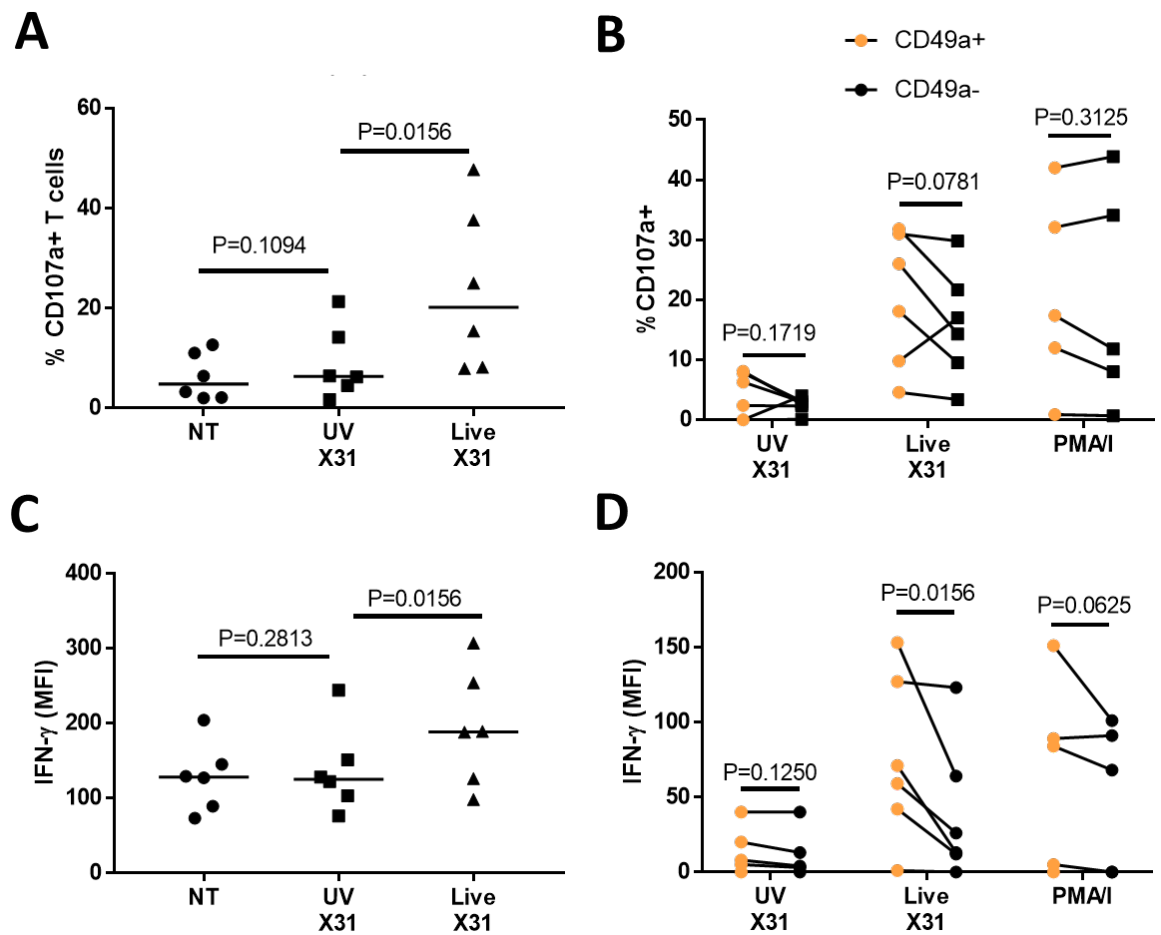 A
% CD107a+ T cells
60
40
20
0
P=0.1094
P=0.0156
NT
UV
X31
Live
X31
B
CD49a+
CD49a-
% CD107a+
50
40
30
20
10
0
P=0.1719
P=0.0781
P=0.3125
UV
X31
Live
X31
PMA/I
C
IFN-γ (MFI)
400
300
200
100
0
P=0.2813
P=0.0156
NT
UV
X31
Live
X31
D
IFN-γ (MFI)
200
150
100
50
0
P=0.1250
P=0.0156
P=0.0625
UV
X31
Live
X31
PMA/I